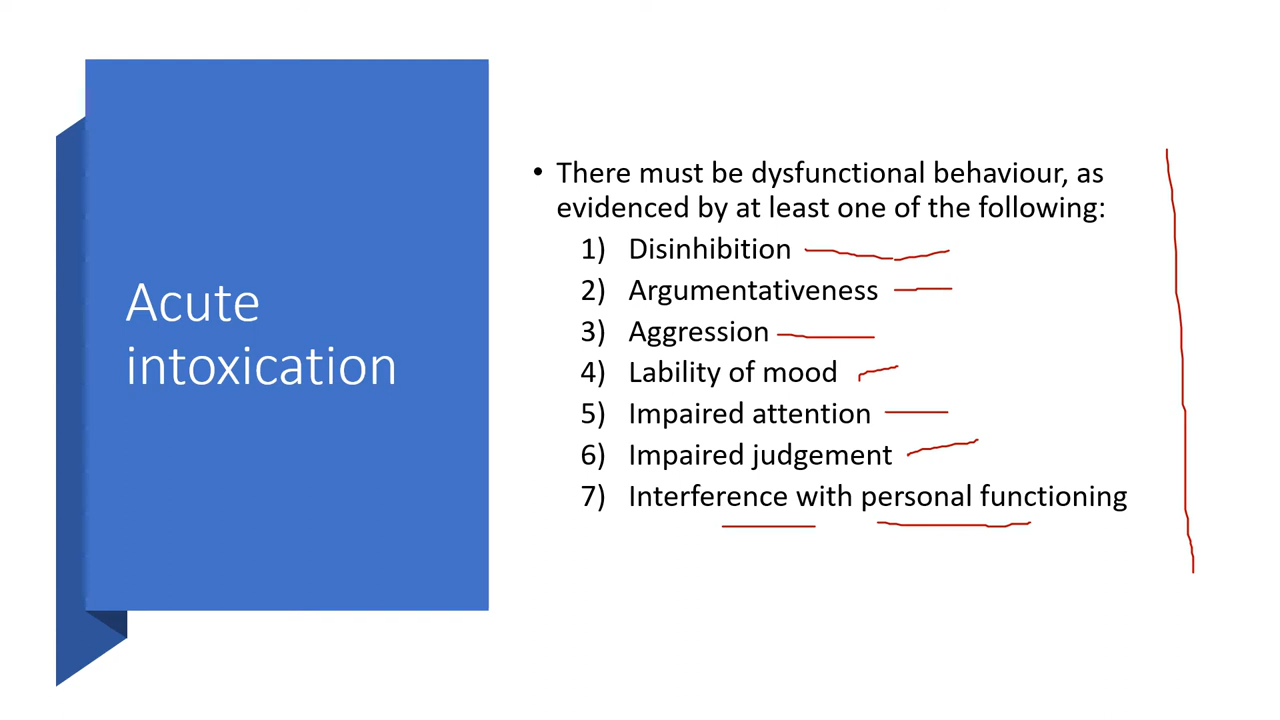 Acute
intoxication
• There must be dysfunctional behaviour, as
evidenced by at least one of the following:
1) Disinhibition
2) Argumentativeness
3) Aggression
4) Lability of mood
5) Impaired attention
6) Impaired judgement
7) Interference with personal functioning